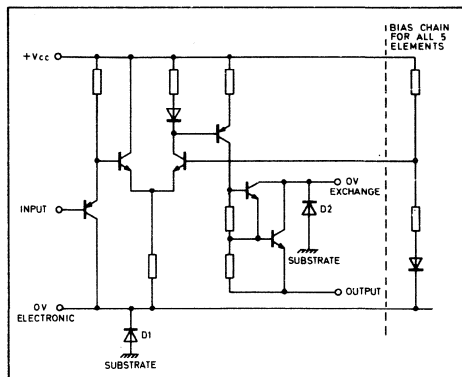 BIAS CHAIN
FOR ALL 5
ELEMENTS
+Vcc
INPUT
0V
EXCHANGE
D2
SUBSTRATE
OUTPUT
0V
ELECTRONIC
D1
SUBSTRATE